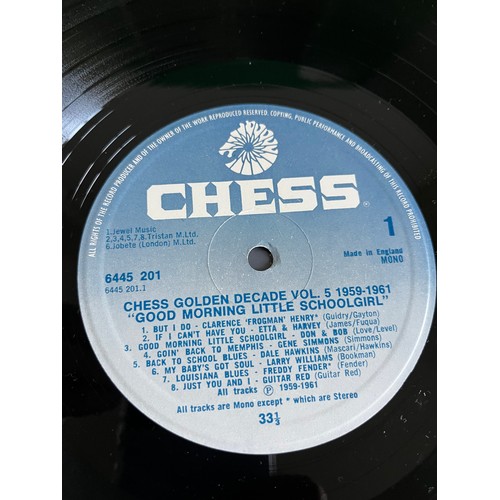 ALL RIGHTS OF THE RECORD PRODUCER AND OF THE OWNER OF THE WORK REPRODUCED RESERVED. COPYING, PUBLIC PERFORMANCE AND BROADCASTING OF THIS RECORD PROHIBITED
CHESS®
1.Jewel Music
2,3,4,5,7,8.Tristan M.Ltd.
6.Jobete (London) M.Ltd.
1
Made in England
MONO
6445 201
6445 201.1
CHESS GOLDEN DECADE VOL. 5 1959-1961
"GOOD MORNING LITTLE SCHOOLGIRL"
1. BUT I DO - CLARENCE 'FROGMAN' HENRY* (Guidry/Gayton)
2. IF I CAN'T HAVE YOU - ETTA & HARVEY (James/Fuqua)
3. GOOD MORNING LITTLE SCHOOLGIRL - DON & BOB (Love/Level)
4. GOIN' BACK TO MEMPHIS - GENE SIMMONS (Simmons)
5. BACK TO SCHOOL BLUES - DALE HAWKINS (Mascari/Hawkins)
6. MY BABY'S GOT SOUL - LARRY WILLIAMS (Bookman)
7. LOUISIANA BLUES - FREDDY FENDER* (Fender)
8. JUST YOU AND I - GUITAR RED (Guitar Red)
All tracks ℗ 1959-1961
All tracks are Mono except * which are Stereo
33⅓